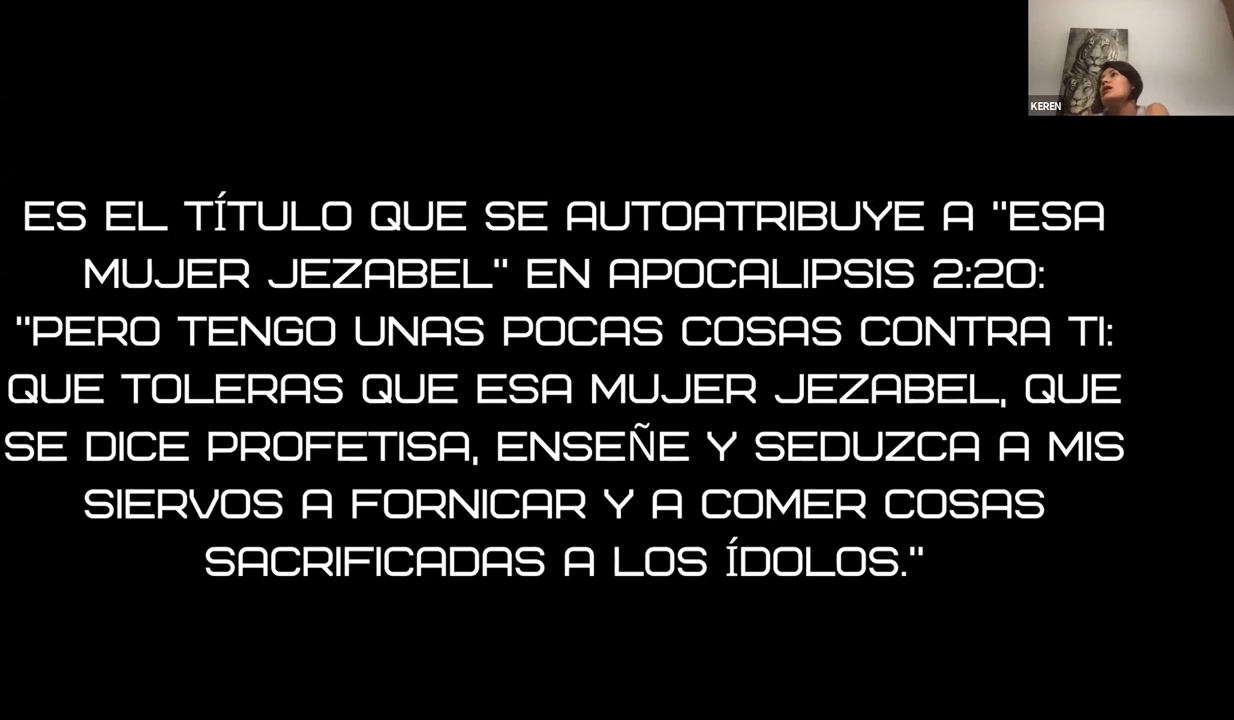 KEREN
ES EL TÍTULO QUE SE AUTOATRIBUYE A "ESA
MUJER JEZABEL" EN APOCALIPSIS 2:20:
"PERO TENGO UNAS POCAS COSAS CONTRA TI:
QUE TOLERAS QUE ESA MUJER JEZABEL, QUE
SE DICE PROFETISA, ENSEÑE Y SEDUZCA A MIS
SIERVOS A FORNICAR Y A COMER COSAS
SACRIFICADAS A LOS ÍDOLOS."